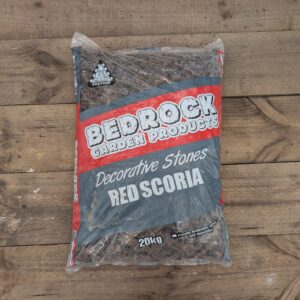 BEDROCK
GARDEN PRODUCTS
Decorative Stones
RED SCORIA
20kg